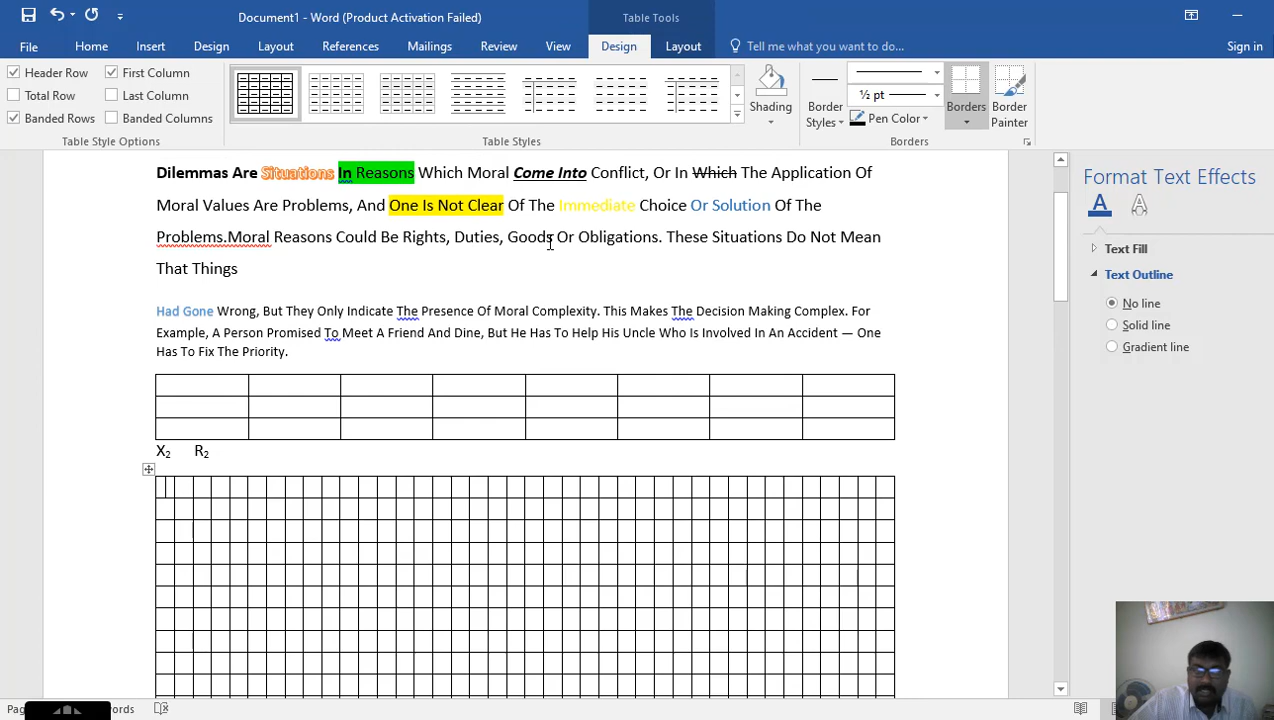 Document1 - Word (Product Activation Failed)
Table Tools
File Home Insert Design Layout References Mailings Review View Design Layout Tell me what you want to do... Sign in
Header Row First Column
Total Row Last Column
Banded Rows Banded Columns
Table Style Options
Table Styles
Shading
Border Styles
½ pt
Pen Color
Borders
Border Painter
Borders
Dilemmas Are Situations In Reasons Which Moral Come Into Conflict, Or In Which The Application Of
Moral Values Are Problems, And One Is Not Clear Of The Immediate Choice Or Solution Of The
Problems.Moral Reasons Could Be Rights, Duties, Goods Or Obligations. These Situations Do Not Mean
That Things
Had Gone Wrong, But They Only Indicate The Presence Of Moral Complexity. This Makes The Decision Making Complex. For
Example, A Person Promised To Meet A Friend And Dine, But He Has To Help His Uncle Who Is Involved In An Accident — One
Has To Fix The Priority.
X₂ R₂
Format Text Effects
A A
Text Fill
Text Outline
No line
Solid line
Gradient line